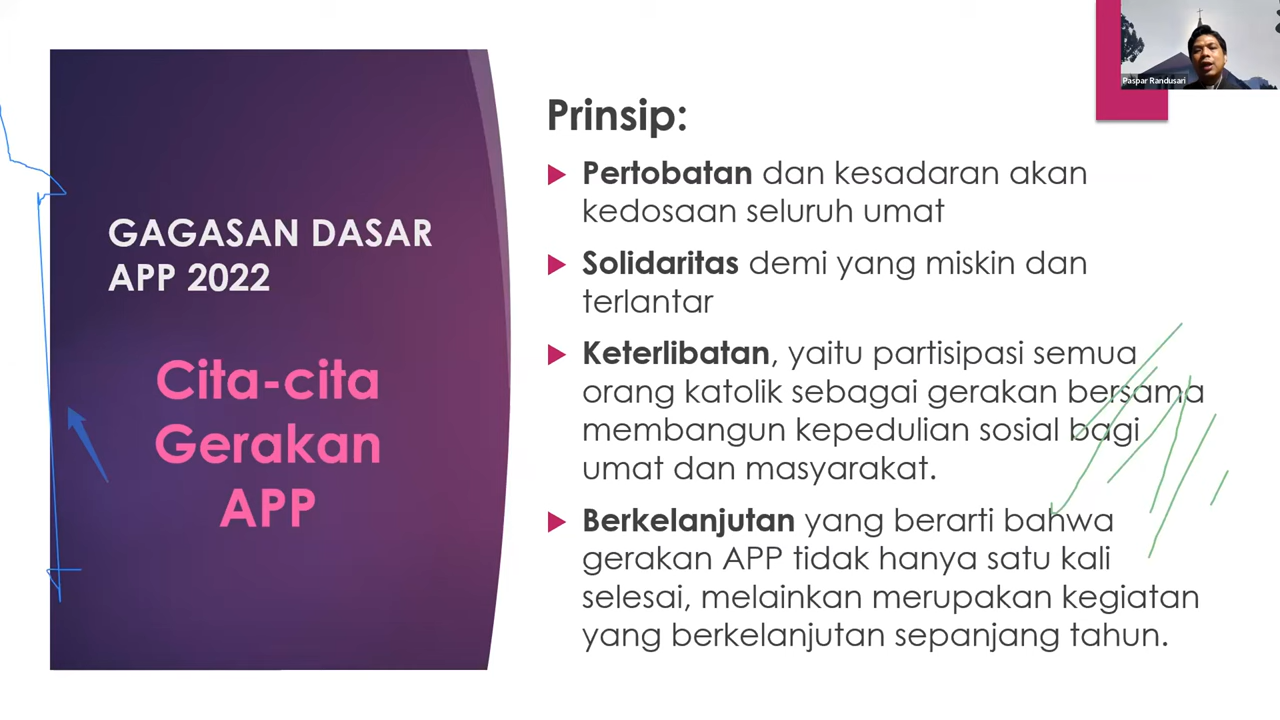 GAGASAN DASAR
APP 2022
Cita-cita
Gerakan
APP
Prinsip:
Pertobatan dan kesadaran akan
kedosaan seluruh umat
Solidaritas demi yang miskin dan
terlantar
Keterlibatan, yaitu partisipasi semua
orang katolik sebagai gerakan bersama
membangun kepedulian sosial bagi
umat dan masyarakat.
Berkelanjutan yang berarti bahwa
gerakan APP tidak hanya satu kali
selesai, melainkan merupakan kegiatan
yang berkelanjutan sepanjang tahun.
Paspar Randusari